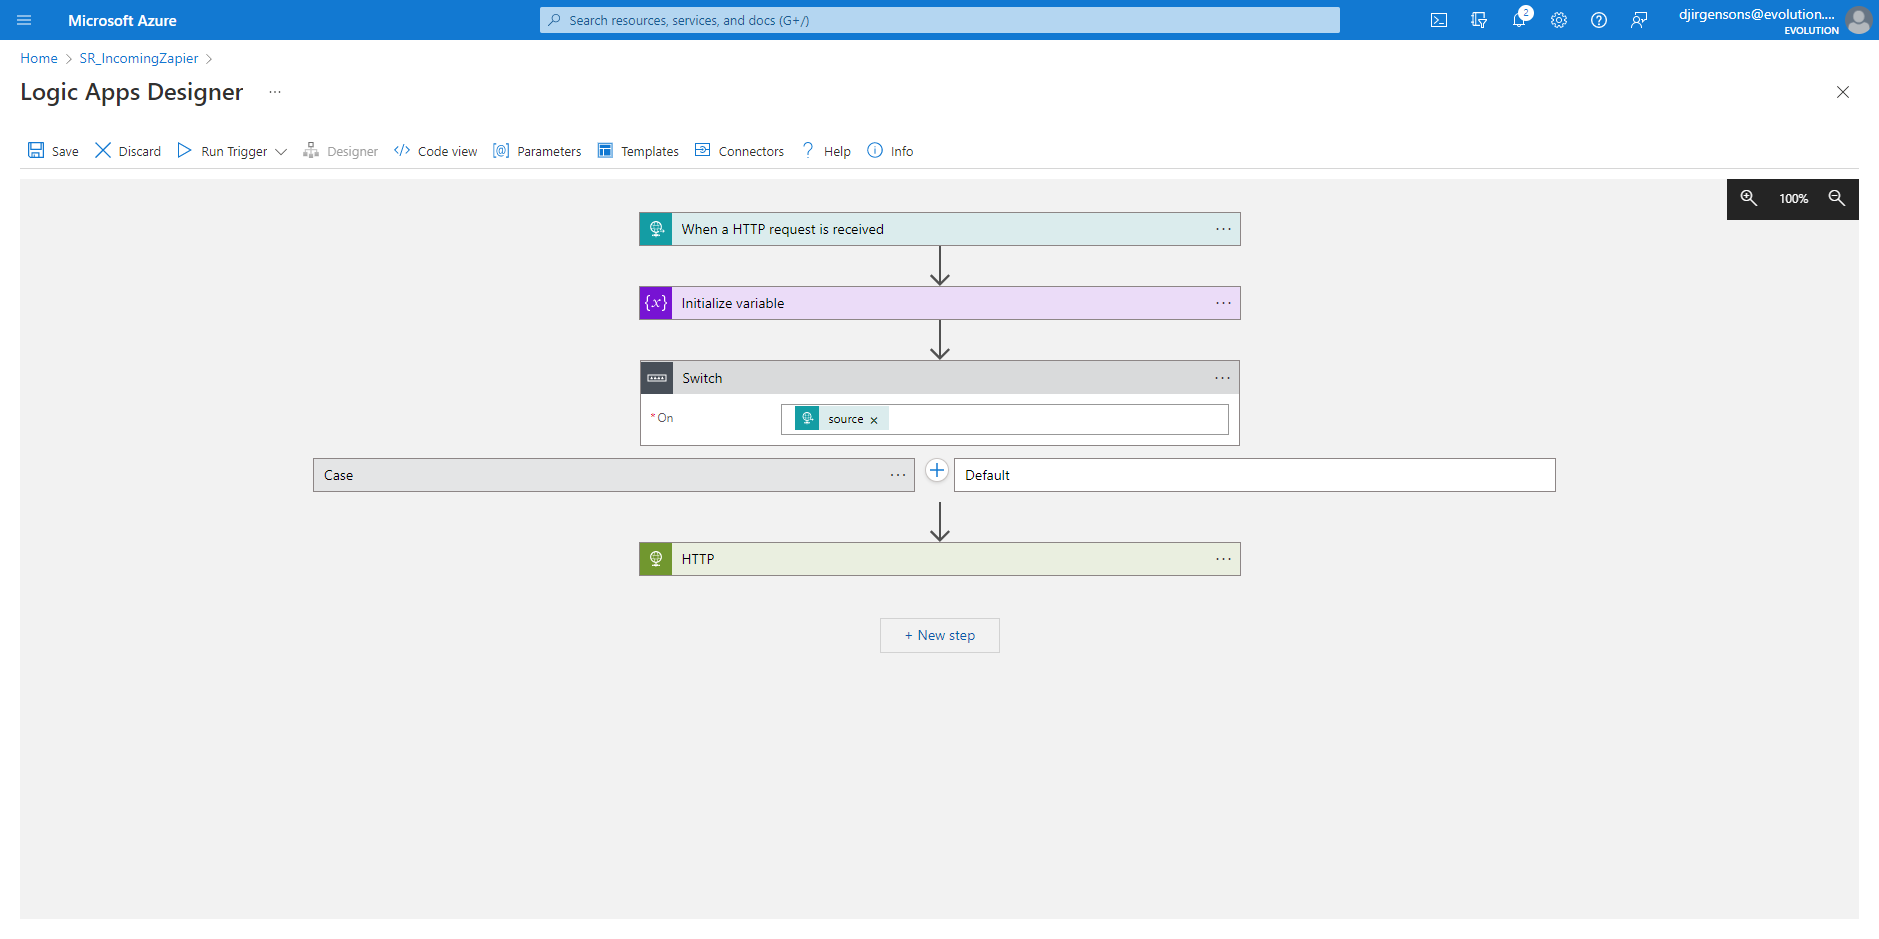 Microsoft Azure
Search resources, services, and docs (G+/)
2
djirgensons@evolution....
EVOLUTION
Home > SR_IncomingZapier >
Logic Apps Designer ...
Save Discard Run Trigger Designer </> Code view [@] Parameters Templates Connectors ? Help Info
100%
When a HTTP request is received ...
{x} Initialize variable ...
Switch ...
*On source ×
Case ... + Default
HTTP ...
+ New step